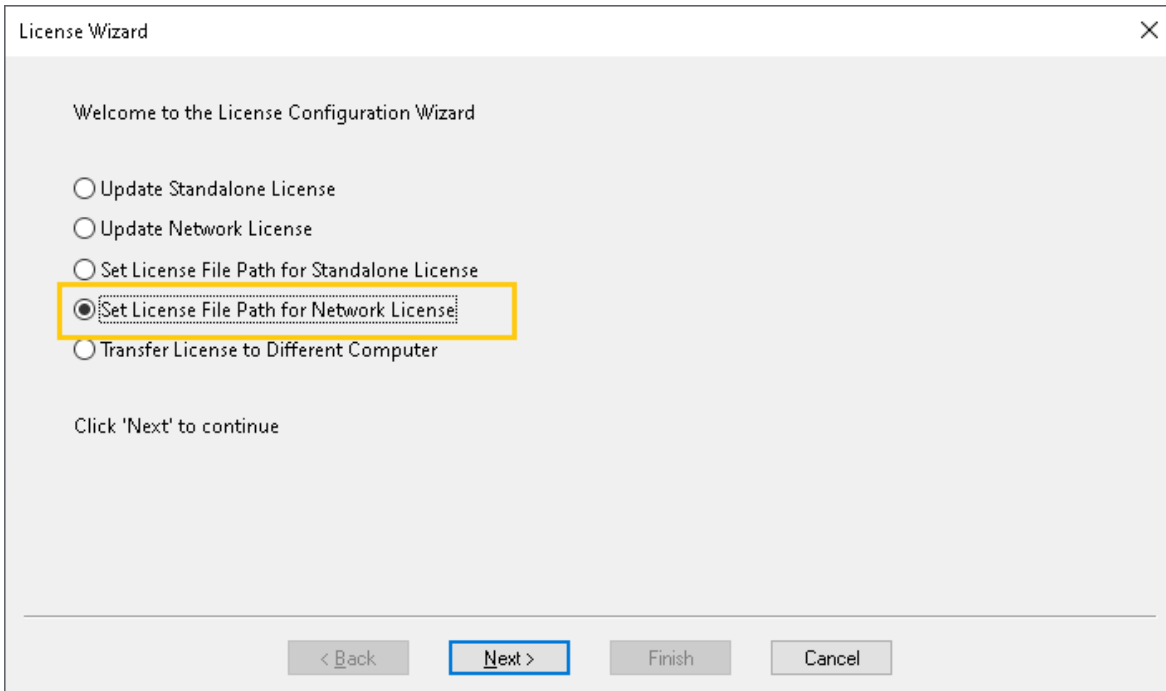 License Wizard
Welcome to the License Configuration Wizard
Update Standalone License
Update Network License
Set License File Path for Standalone License
Set License File Path for Network License
Transfer License to Different Computer
Click 'Next' to continue
< Back Next > Finish Cancel